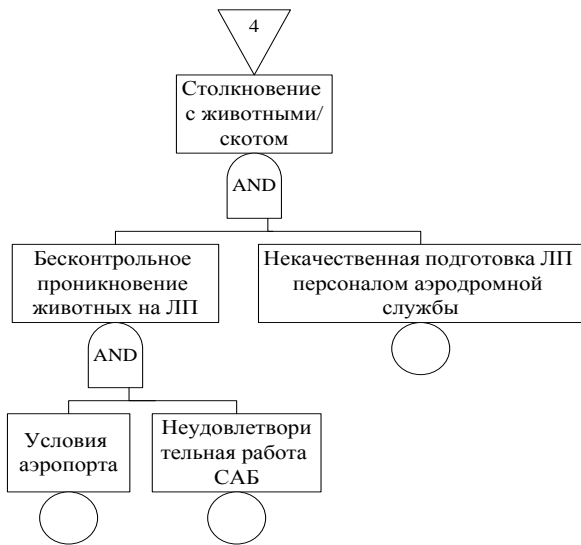 4
Столкновение
с животными/
скотом
AND
Бесконтрольное
проникновение
животных на ЛП
Некачественная подготовка ЛП
персоналом аэродромной
службы
AND
Условия
аэропорта
Неудовлетвори
тельная работа
САБ